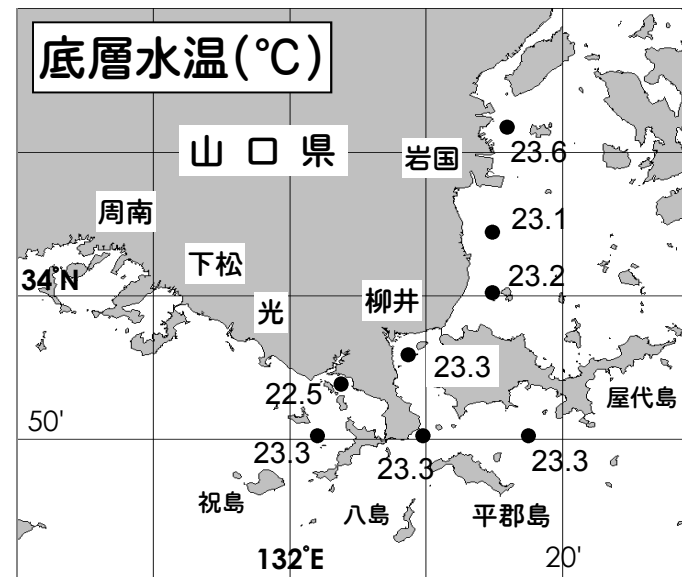 底層水温(℃)
山口県
岩国
23.6
周南
23.1
下松
34°N
23.2
光
柳井
23.3
22.5
屋代島
50'
23.3
23.3
23.3
祝島
八島
平郡島
132°E
20'